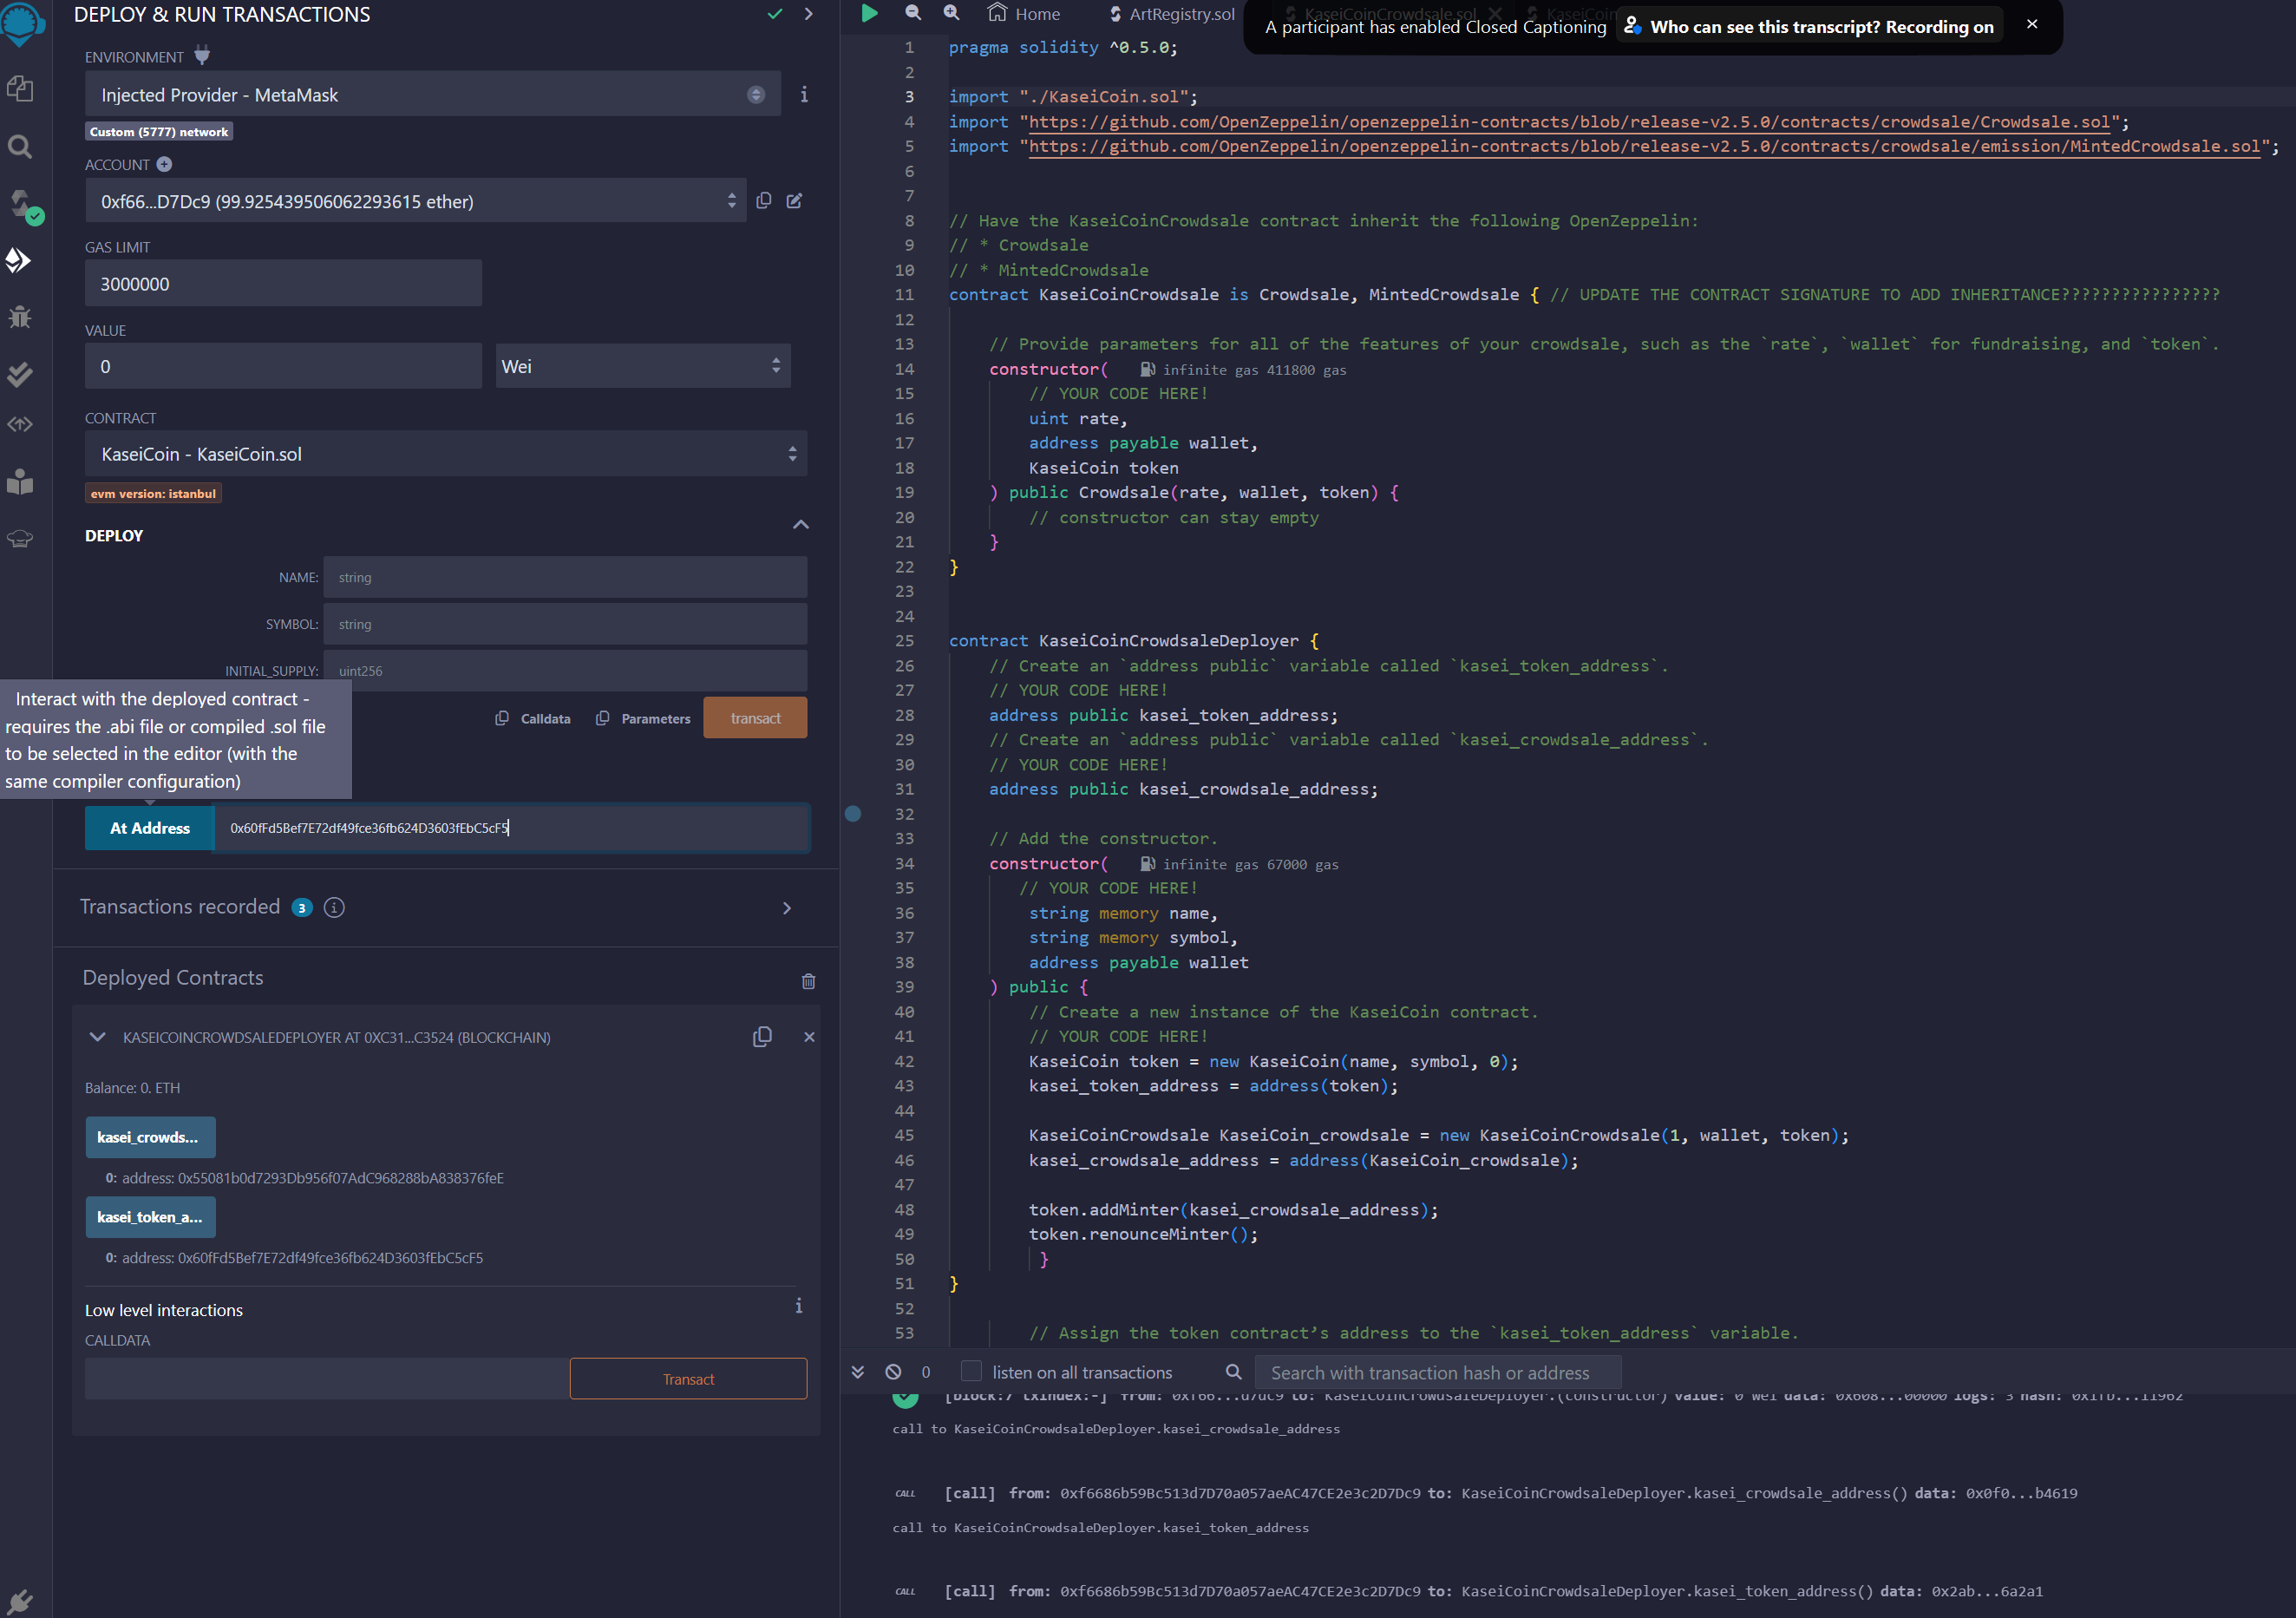 DEPLOY & RUN TRANSACTIONS
ENVIRONMENT
Injected Provider - MetaMask
Custom (5777) network
ACCOUNT
0xf66...D7Dc9 (99.925439506062293615 ether)
GAS LIMIT
3000000
VALUE
0
Wei
CONTRACT
KaseiCoin - KaseiCoin.sol
evm version: istanbul
DEPLOY
NAME:
string
SYMBOL:
string
INITIAL_SUPPLY:
uint256
Interact with the deployed contract -
requires the .abi file or compiled .sol file
to be selected in the editor (with the
same compiler configuration)
Calldata
Parameters
transact
At Address
0x60fFd5Bef7E72df49fce36fb624D3603fEbC5cF5
Transactions recorded 3
Deployed Contracts
KASEICOINCROWDSALEDEPLOYER AT 0XC31...C3524 (BLOCKCHAIN)
Balance: 0. ETH
kasei_crowds...
0: address: 0x55081b0d7293Db956f07AdC968288bA838376feE
kasei_token_a...
0: address: 0x60fFd5Bef7E72df49fce36fb624D3603fEbC5cF5
Low level interactions
CALLDATA
Transact
Home
ArtRegistry.sol
KaseiCoinCrowdsale.sol
KaseiCoin
A participant has enabled Closed Captioning
Who can see this transcript? Recording on
1 pragma solidity ^0.5.0;
2
3 import "./KaseiCoin.sol";
4 import "https://github.com/OpenZeppelin/openzeppelin-contracts/blob/release-v2.5.0/contracts/crowdsale/Crowdsale.sol";
5 import "https://github.com/OpenZeppelin/openzeppelin-contracts/blob/release-v2.5.0/contracts/crowdsale/emission/MintedCrowdsale.sol";
6
7
8 // Have the KaseiCoinCrowdsale contract inherit the following OpenZeppelin:
9 // * Crowdsale
10 // * MintedCrowdsale
11 contract KaseiCoinCrowdsale is Crowdsale, MintedCrowdsale { // UPDATE THE CONTRACT SIGNATURE TO ADD INHERITANCE????????????????
12
13 // Provide parameters for all of the features of your crowdsale, such as the `rate`, `wallet` for fundraising, and `token`.
14 constructor( infinite gas 411800 gas
15 // YOUR CODE HERE!
16 uint rate,
17 address payable wallet,
18 KaseiCoin token
19 ) public Crowdsale(rate, wallet, token) {
20 // constructor can stay empty
21 }
22 }
23
24
25 contract KaseiCoinCrowdsaleDeployer {
26 // Create an `address public` variable called `kasei_token_address`.
27 // YOUR CODE HERE!
28 address public kasei_token_address;
29 // Create an `address public` variable called `kasei_crowdsale_address`.
30 // YOUR CODE HERE!
31 address public kasei_crowdsale_address;
32
33 // Add the constructor.
34 constructor( infinite gas 67000 gas
35 // YOUR CODE HERE!
36 string memory name,
37 string memory symbol,
38 address payable wallet
39 ) public {
40 // Create a new instance of the KaseiCoin contract.
41 // YOUR CODE HERE!
42 KaseiCoin token = new KaseiCoin(name, symbol, 0);
43 kasei_token_address = address(token);
44
45 KaseiCoinCrowdsale KaseiCoin_crowdsale = new KaseiCoinCrowdsale(1, wallet, token);
46 kasei_crowdsale_address = address(KaseiCoin_crowdsale);
47
48 token.addMinter(kasei_crowdsale_address);
49 token.renounceMinter();
50 }
51 }
52
53 // Assign the token contract’s address to the `kasei_token_address` variable.
0
listen on all transactions
Search with transaction hash or address
[block:7 txIndex:-] from: 0xf66...d7dc9 to: KaseiCoinCrowdsaleDeployer.(constructor) value: 0 wei data: 0x608...00000 logs: 3 hash: 0x1fb...11962
call to KaseiCoinCrowdsaleDeployer.kasei_crowdsale_address
CALL [call] from: 0xf6686b59Bc513d7D70a057aeAC47CE2e3c2D7Dc9 to: KaseiCoinCrowdsaleDeployer.kasei_crowdsale_address() data: 0x0f0...b4619
call to KaseiCoinCrowdsaleDeployer.kasei_token_address
CALL [call] from: 0xf6686b59Bc513d7D70a057aeAC47CE2e3c2D7Dc9 to: KaseiCoinCrowdsaleDeployer.kasei_token_address() data: 0x2ab...6a2a1